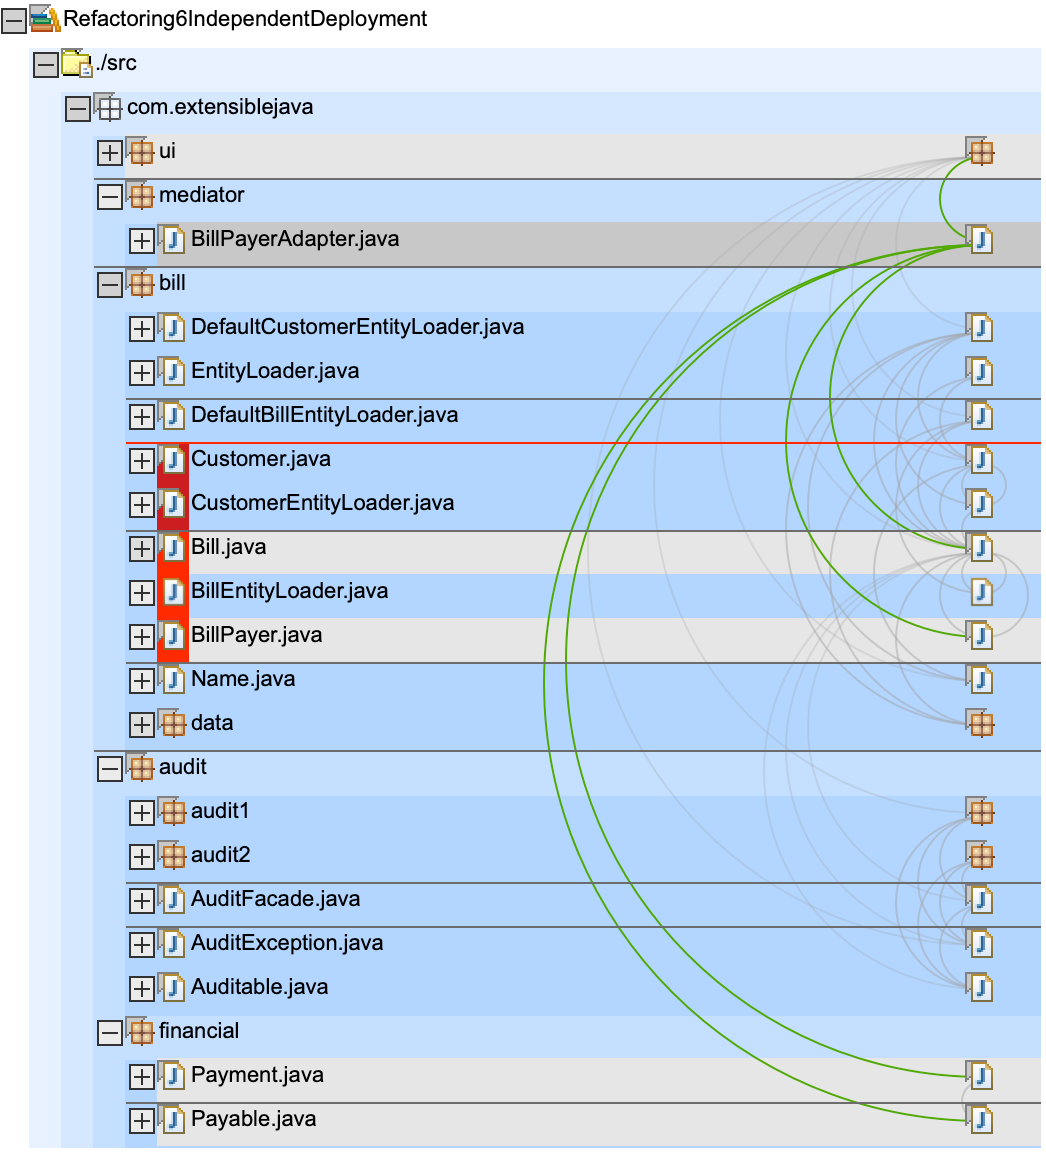 Refactoring6IndependentDeployment
./src
com.extensiblejava
ui
mediator
BillPayerAdapter.java
bill
DefaultCustomerEntityLoader.java
EntityLoader.java
DefaultBillEntityLoader.java
Customer.java
CustomerEntityLoader.java
Bill.java
BillEntityLoader.java
BillPayer.java
Name.java
data
audit
audit1
audit2
AuditFacade.java
AuditException.java
Auditable.java
financial
Payment.java
Payable.java